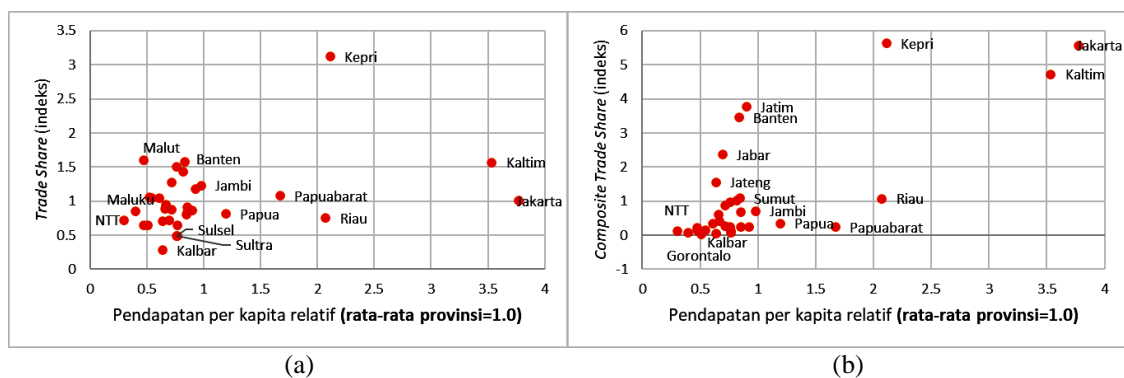 Trade Share (indeks)
3.5
3
2.5
2
1.5
1
0.5
0
Kepri
Malut
Banten
Kaltim
Jambi
Maluku
Papuabarat
Jakarta
NTT
Papua
Riau
Sulsel
Sultra
Kalbar
0 0.5 1 1.5 2 2.5 3 3.5 4
Pendapatan per kapita relatif (rata-rata provinsi=1.0)
(a)
Composite Trade Share (indeks)
6
5
4
3
2
1
0
-1
Kepri
Jakarta
Kaltim
Jatim
Banten
Jabar
Jateng
Sumut
Riau
NTT
Jambi
Papua
Papuabarat
Kalbar
Gorontalo
0 0.5 1 1.5 2 2.5 3 3.5 4
Pendapatan per kapita relatif (rata-rata provinsi=1.0)
(b)